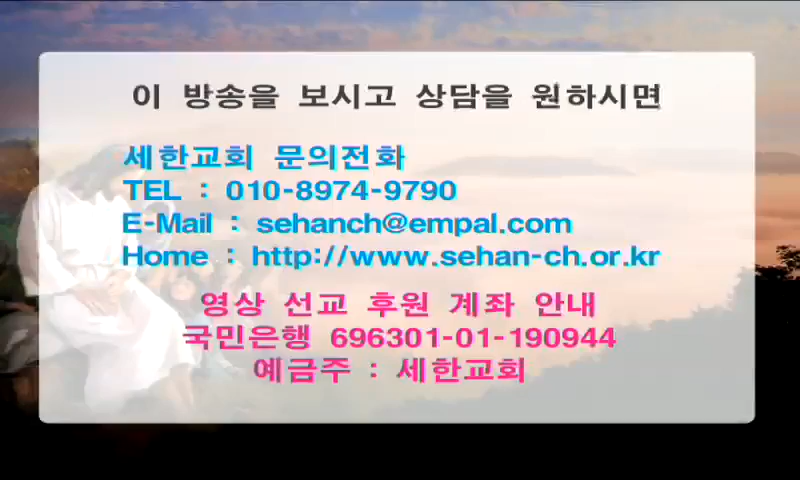 이 방송을 보시고 상담을 원하시면
세한교회 문의전화
TEL : 010-8974-9790
E-Mail : sehanch@empal.com
Home : http://www.sehan-ch.or.kr
영상 선교 후원 계좌 안내
국민은행 696301-01-190944
예금주 : 세한교회